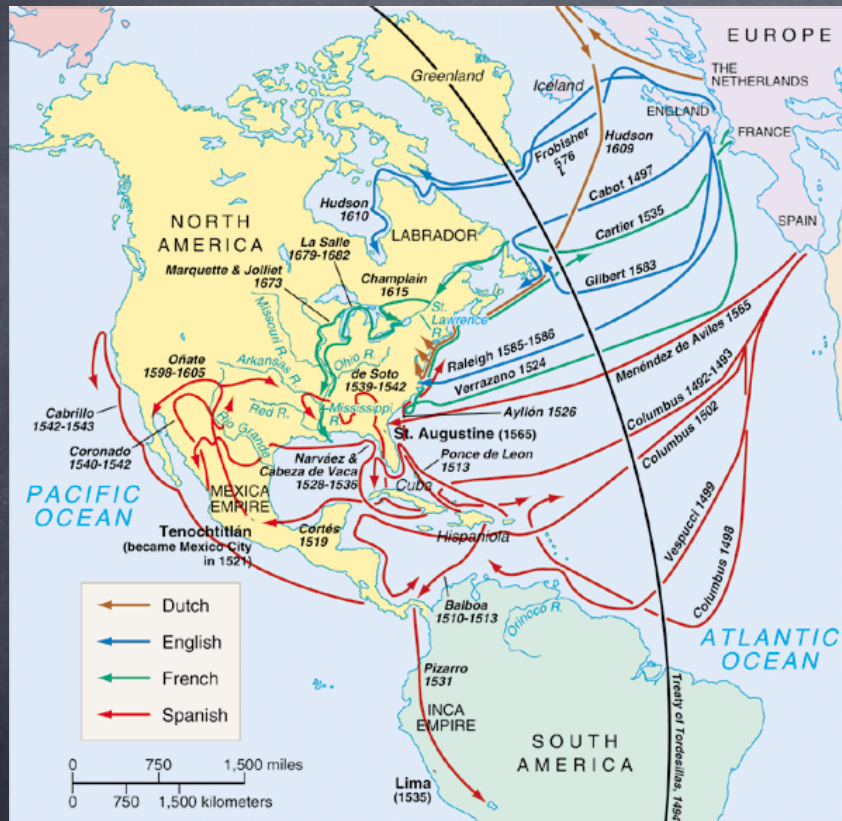 EUROPE
THE
NETHERLANDS
Greenland
Iceland
ENGLAND
FRANCE
SPAIN
Hudson
1609
Frobisher
576
Cabot 1497
Cartier 1535
Gilbert 1583
Hudson
1610
NORTH
AMERICA
LABRADOR
La Salle
1679-1682
Marquette & Jolliet
1673
Champlain
1615
St.
Lawrence
R.
Missouri R.
Ohio R.
Arkansas R.
Red R.
Mississippi
R.
Rio Grande
de Soto
1539-1542
Oñate
1598-1605
Cabrillo
1542-1543
Coronado
1540-1542
Raleigh 1585-1586
Verrazano 1524
Menéndez de Aviles 1565
Columbus 1492-1493
Columbus 1502
Ayllón 1526
St. Augustine (1565)
Narváez &
Cabeza de Vaca
1528-1536
Ponce de Leon
1513
Cuba
MEXICA
EMPIRE
PACIFIC
OCEAN
Tenochtitlán
(became Mexico City
in 1521)
Cortés
1519
Hispaniola
Vespucci 1499
Columbus 1498
Balboa
1510-1513
Orinoco R.
ATLANTIC
OCEAN
Pizarro
1531
INCA
EMPIRE
SOUTH
AMERICA
Lima
(1535)
Treaty of Tordesillas, 1494
Dutch
English
French
Spanish
0 750 1,500 miles
0 750 1,500 kilometers